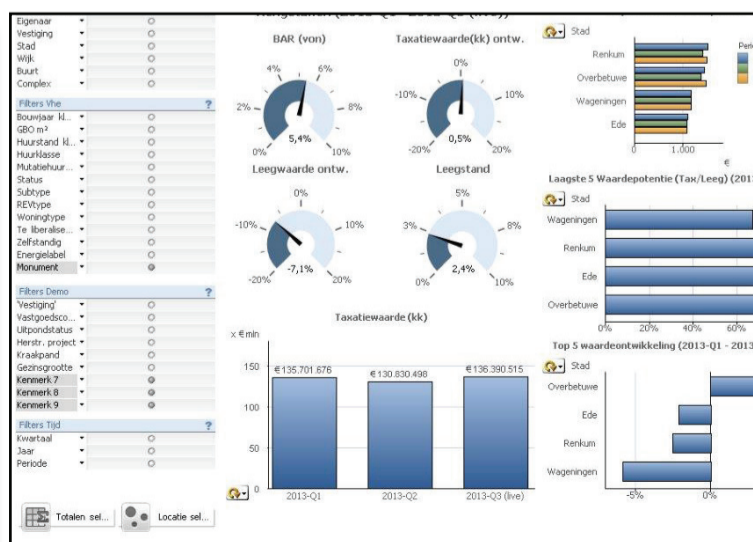 Eigenaar
Vestiging
Stad
Wijk
Buurt
Complex
Filters Vhe ?
Bouwjaar kl...
GBO m²
Huurstand kl...
Huurklasse
Mutatiehuur...
Status
Subtype
REVtype
Woningtype
Te liberalise...
Zelfstandig
Energielabel
Monument
Filters Demo ?
'Vestiging'
Vastgoedsco...
Uitpondstatus
Herstr. project
Kraakpand
Gezinsgrootte
Kenmerk 7
Kenmerk 8
Kenmerk 9
Filters Tijd ?
Kwartaal
Jaar
Periode
Totalen sel...
Locatie sel...
BAR (von)
0%
2%
4%
6%
8%
10%
5,4%
Taxatiewaarde(kk) ontw.
-20%
-10%
0%
10%
20%
0,5%
Leegwaarde ontw.
-20%
-10%
0%
10%
20%
-7,1%
Leegstand
0%
3%
5%
8%
10%
2,4%
Taxatiewaarde (kk)
x € mln
150
100
50
0
€ 135.701.676
€ 130.830.498
€ 136.390.515
2013-Q1
2013-Q2
2013-Q3 (live)
Stad
Renkum
Overbetuwe
Wageningen
Ede
0
1.000
€
Peri
Laagste 5 Waardepotentie (Tax/Leeg) (201
Stad
Wageningen
Renkum
Ede
Overbetuwe
0%
20%
40%
60%
Top 5 waardeontwikkeling (2013-Q1 - 2013
Stad
Overbetuwe
Ede
Renkum
Wageningen
-5%
0%